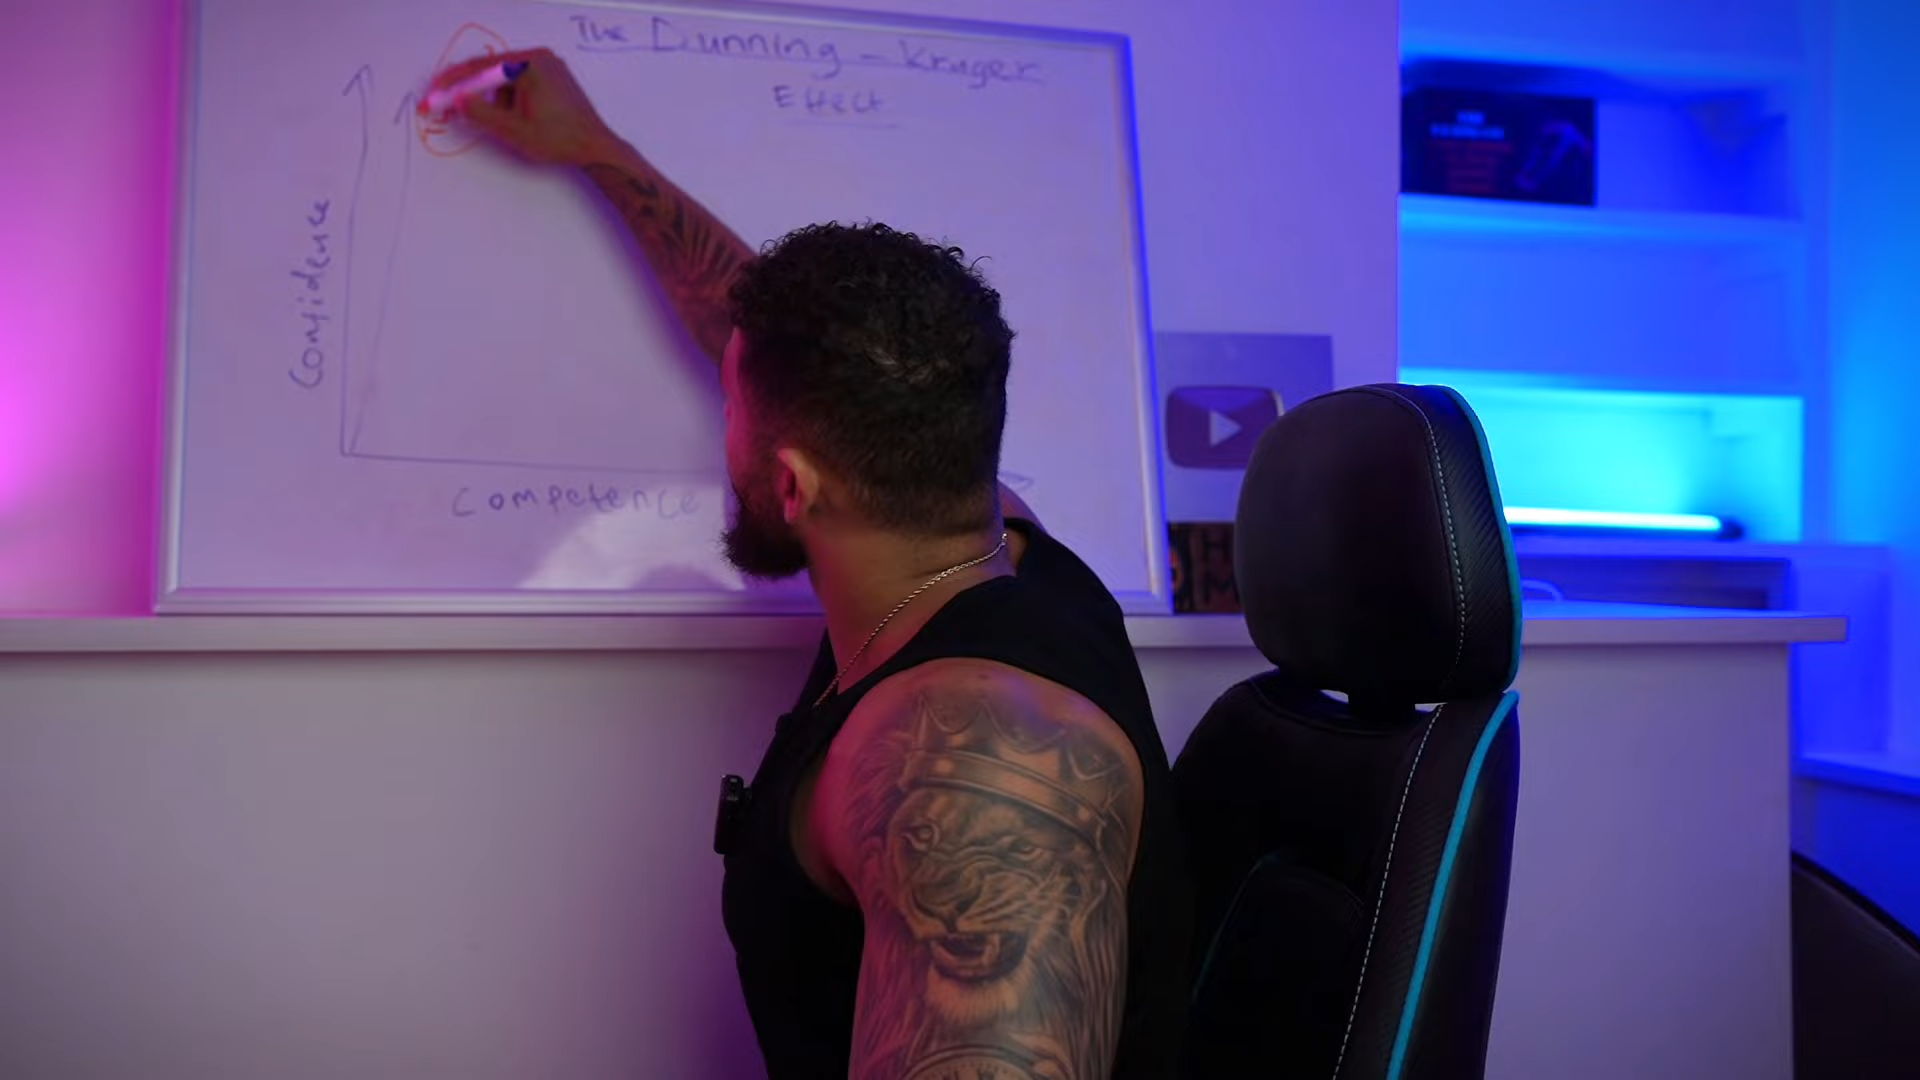 The Dunning - Kruger
Effect
Confidence
Competence